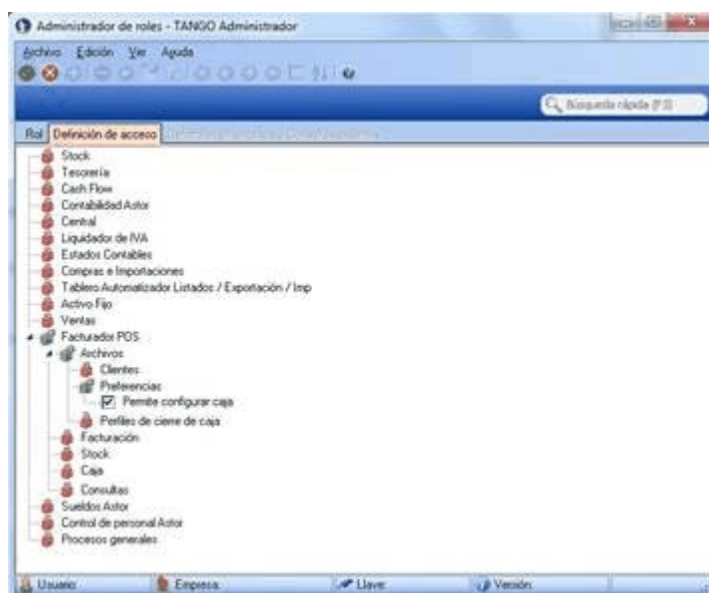 Administrador de roles - TANGO Administrador
Archivo Edición Ver Ayuda
Búsqueda rápida (F3)
Rol Definición de acceso
Stock
Tesorería
Cash Flow
Contabilidad Astor
Central
Liquidador de IVA
Estados Contables
Compras e Importaciones
Tablero Automatizador Listados / Exportación / Imp
Activo Fijo
Ventas
Facturador POS
Archivos
Clientes
Preferencias
Permite configurar caja
Perfiles de cierre de caja
Facturación
Stock
Caja
Consultas
Sueldos Astor
Control de personal Astor
Procesos generales
Usuario: Empresa: Llave: Versión: